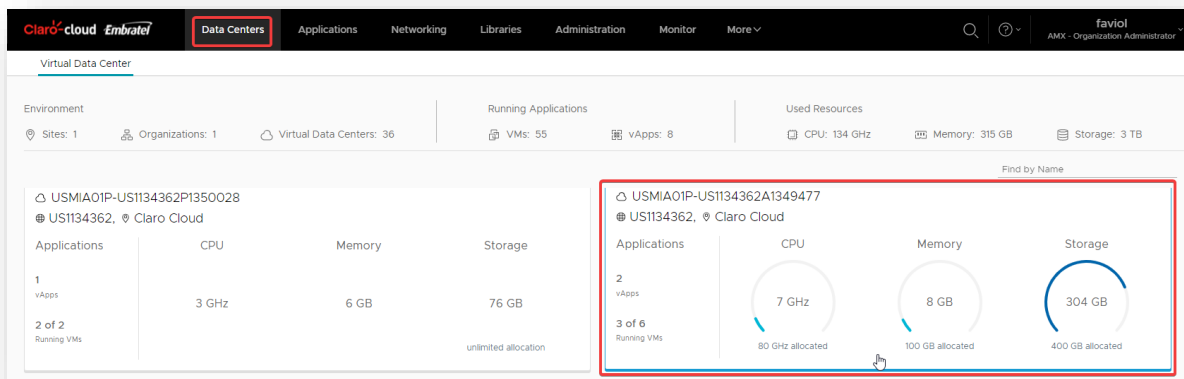 Claro-cloud Embratel Data Centers Applications Networking Libraries Administration Monitor More faviol
AMX - Organization Administrator
Virtual Data Center
Environment Running Applications Used Resources
Sites: 1 Organizations: 1 Virtual Data Centers: 36 VMs: 55 vApps: 8 CPU: 134 GHz Memory: 315 GB Storage: 3 TB
Find by Name
USMIA01P-US1134362P1350028
US1134362, Claro Cloud
Applications CPU Memory Storage
1
vApps
3 GHz 6 GB 76 GB
2 of 2
Running VMs
unlimited allocation
USMIA01P-US1134362A1349477
US1134362, Claro Cloud
Applications CPU Memory Storage
2
vApps
7 GHz 8 GB 304 GB
3 of 6
Running VMs
80 GHz allocated 100 GB allocated 400 GB allocated